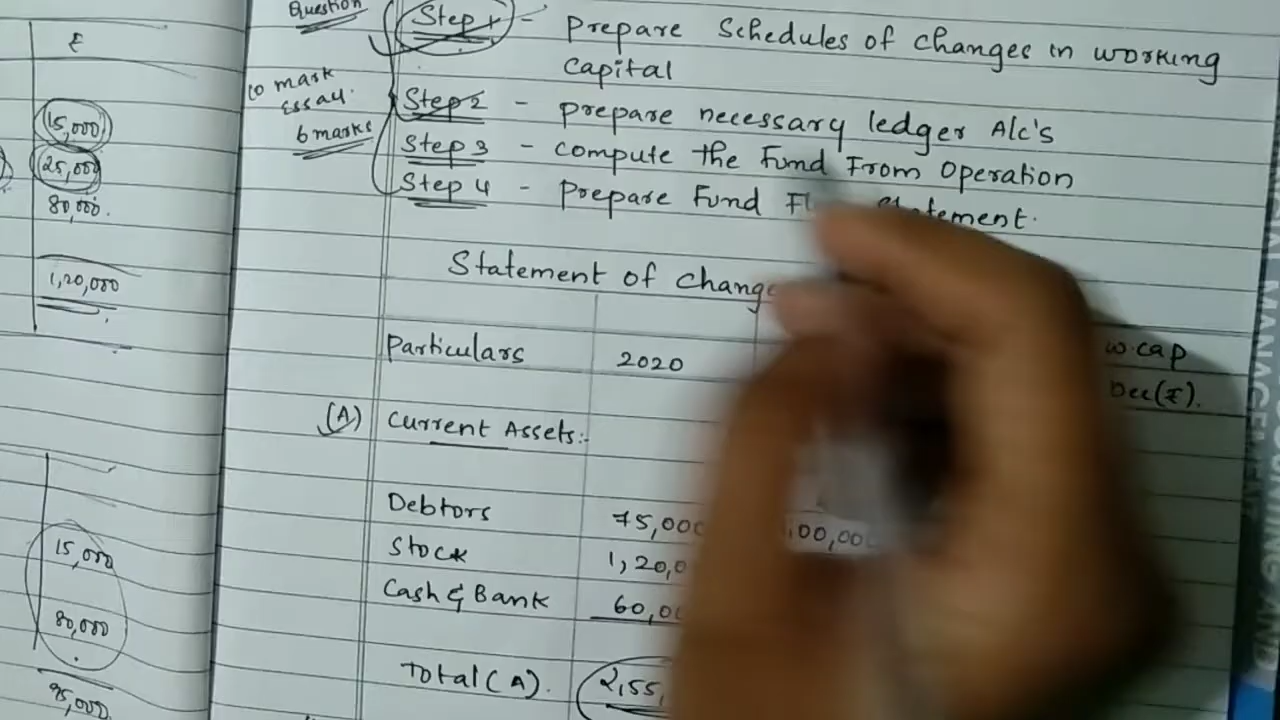 ₹
15,000
25,000
80,000.
1,20,000
15,000
80,000
95,000
Question
10 mark
essay.
6 marks
Step 1 - Prepare Schedules of changes in working
capital
Step 2 - prepare necessary ledger A/c's
Step 3 - compute the Fund From Operation
Step 4 - prepare Fund Statement.
Statement of
Particulars 2020 w.cap
Dec(₹).
(A) Current Assets:-
Debtors 75,000
Stock
Cash & Bank
Total (A).